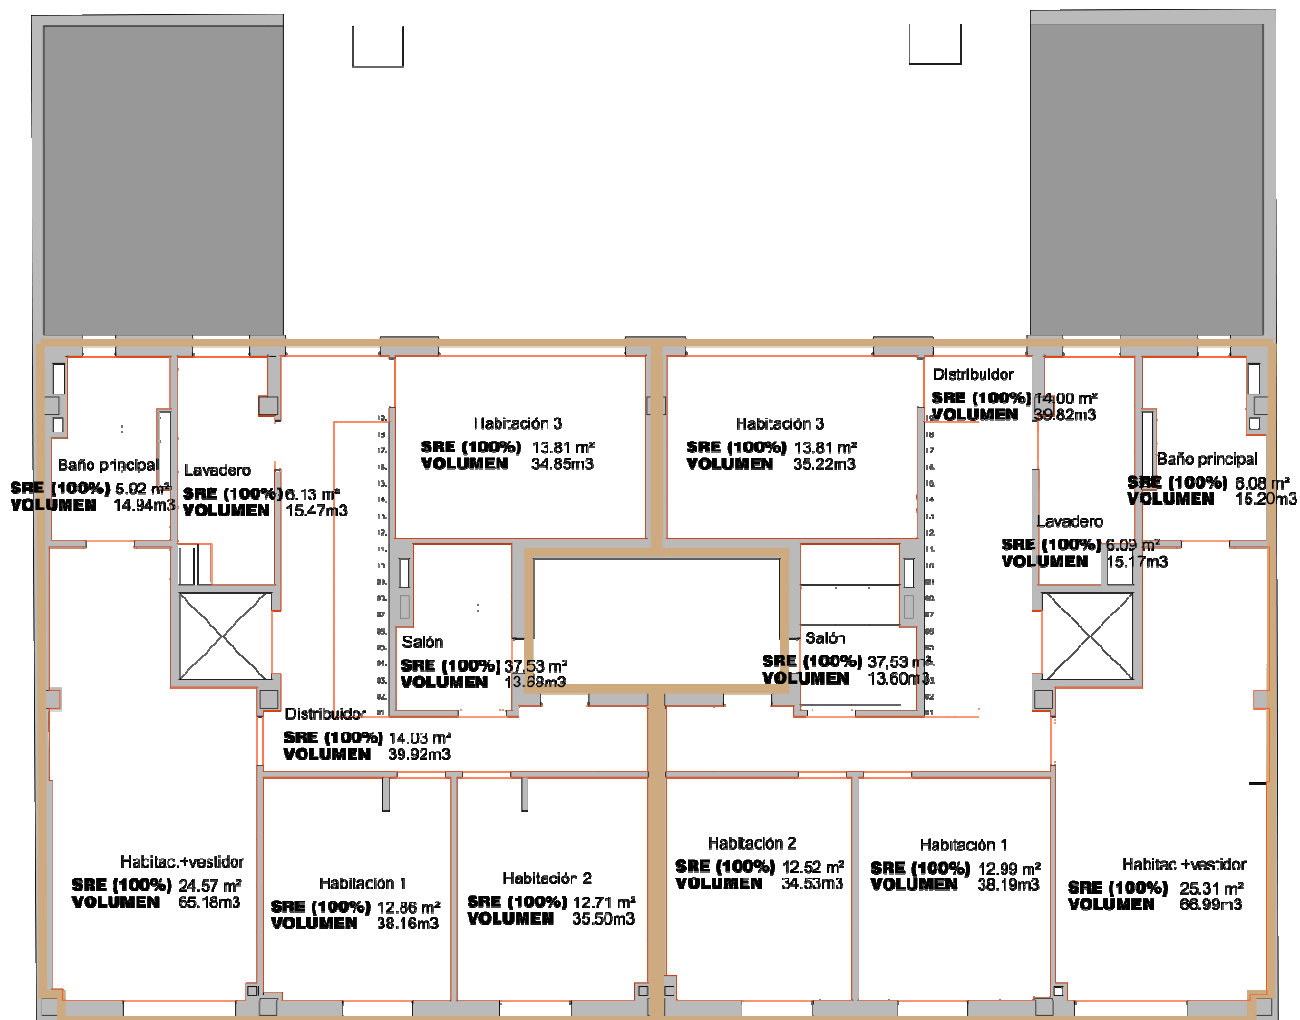 Distribuidor
SRE (100%) 14.00 m²
VOLUMEN 39.82m3
Habitación 3
SRE (100%) 13.81 m²
VOLUMEN 34.85m3
Habitación 3
SRE (100%) 13.81 m²
VOLUMEN 35.22m3
Baño principal
SRE (100%) 5.02 m²
VOLUMEN 14.94m3
Lavadero
SRE (100%) 6.13 m²
VOLUMEN 15.47m3
Baño principal
SRE (100%) 6.08 m²
VOLUMEN 15.20m3
Lavadero
SRE (100%) 6.09 m²
VOLUMEN 15.17m3
Salón
SRE (100%) 37,53 m²
VOLUMEN 13.68m3
Salón
SRE (100%) 37,53 m²
VOLUMEN 13.60m3
Distribuidor
SRE (100%) 14.03 m²
VOLUMEN 39.92m3
Habitac.+vestidor
SRE (100%) 24.57 m²
VOLUMEN 65.18m3
Habitación 1
SRE (100%) 12.86 m²
VOLUMEN 38.16m3
Habitación 2
SRE (100%) 12.71 m²
VOLUMEN 35.50m3
Habitación 2
SRE (100%) 12.52 m²
VOLUMEN 34.53m3
Habitación 1
SRE (100%) 12.99 m²
VOLUMEN 38.19m3
Habitac.+vestidor
SRE (100%) 25.31 m²
VOLUMEN 66.99m3